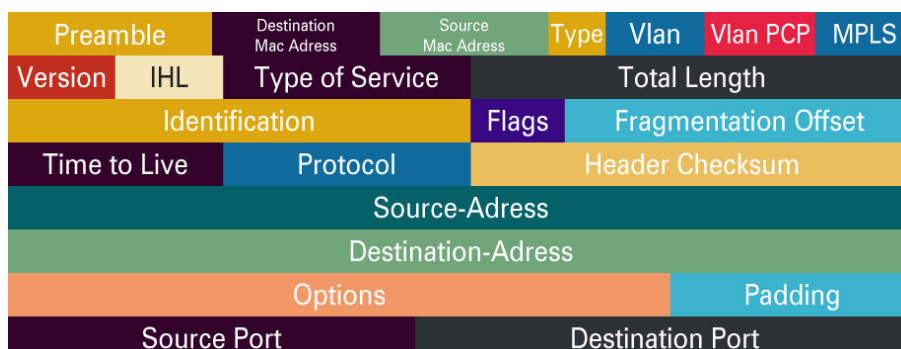 Preamble Destination Mac Adress Source Mac Adress Type Vlan Vlan PCP MPLS
Version IHL Type of Service Total Length
Identification Flags Fragmentation Offset
Time to Live Protocol Header Checksum
Source-Adress
Destination-Adress
Options Padding
Source Port Destination Port